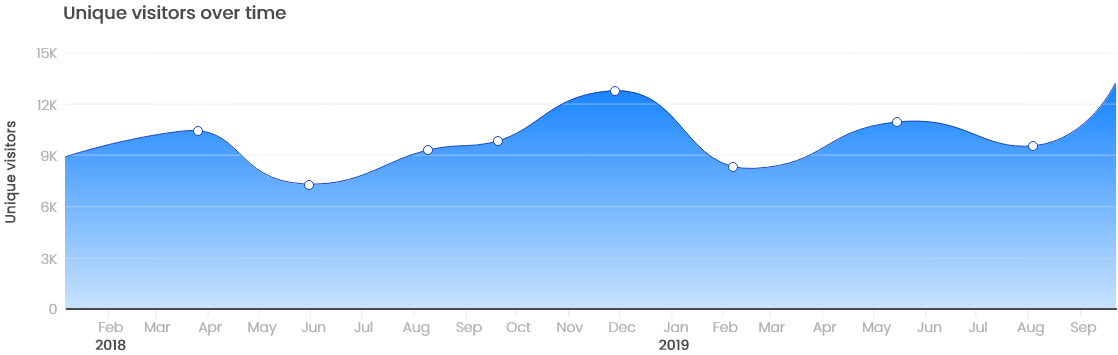 Unique visitors over time
15K
12K
9K
6K
3K
0
Unique visitors
Feb Mar Apr May Jun Jul Aug Sep Oct Nov Dec Jan Feb Mar Apr May Jun Jul Aug Sep
2018 2019